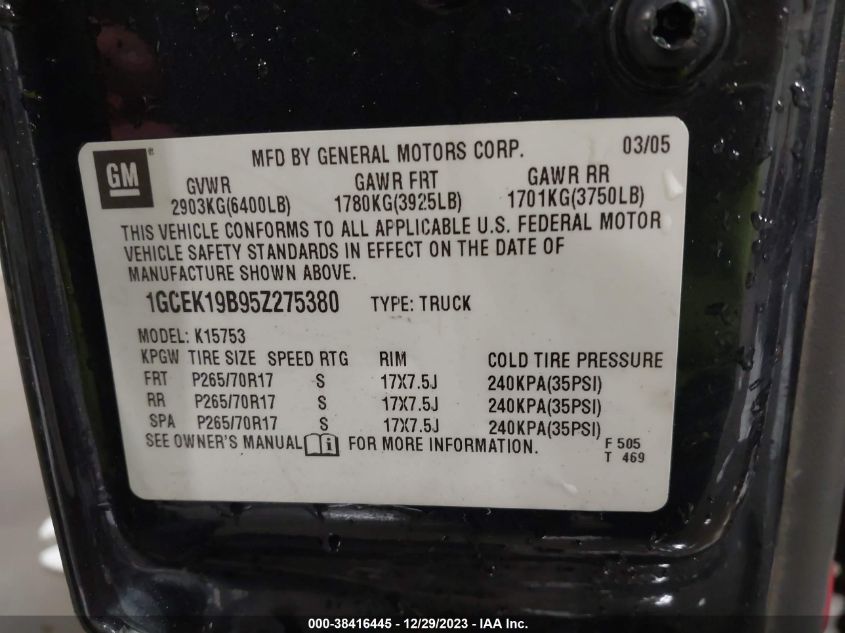 GM ®
MFD BY GENERAL MOTORS CORP. 03/05
GVWR GAWR FRT GAWR RR
2903KG(6400LB) 1780KG(3925LB) 1701KG(3750LB)
THIS VEHICLE CONFORMS TO ALL APPLICABLE U.S. FEDERAL MOTOR
VEHICLE SAFETY STANDARDS IN EFFECT ON THE DATE OF
MANUFACTURE SHOWN ABOVE.
1GCEK19B95Z275380 TYPE: TRUCK
MODEL: K15753
KPGW TIRE SIZE SPEED RTG RIM COLD TIRE PRESSURE
FRT P265/70R17 S 17X7.5J 240KPA(35PSI)
RR P265/70R17 S 17X7.5J 240KPA(35PSI)
SPA P265/70R17 S 17X7.5J 240KPA(35PSI)
SEE OWNER'S MANUAL i FOR MORE INFORMATION.
F 505
T 469
000-38416445 - 12/29/2023 - IAA Inc.